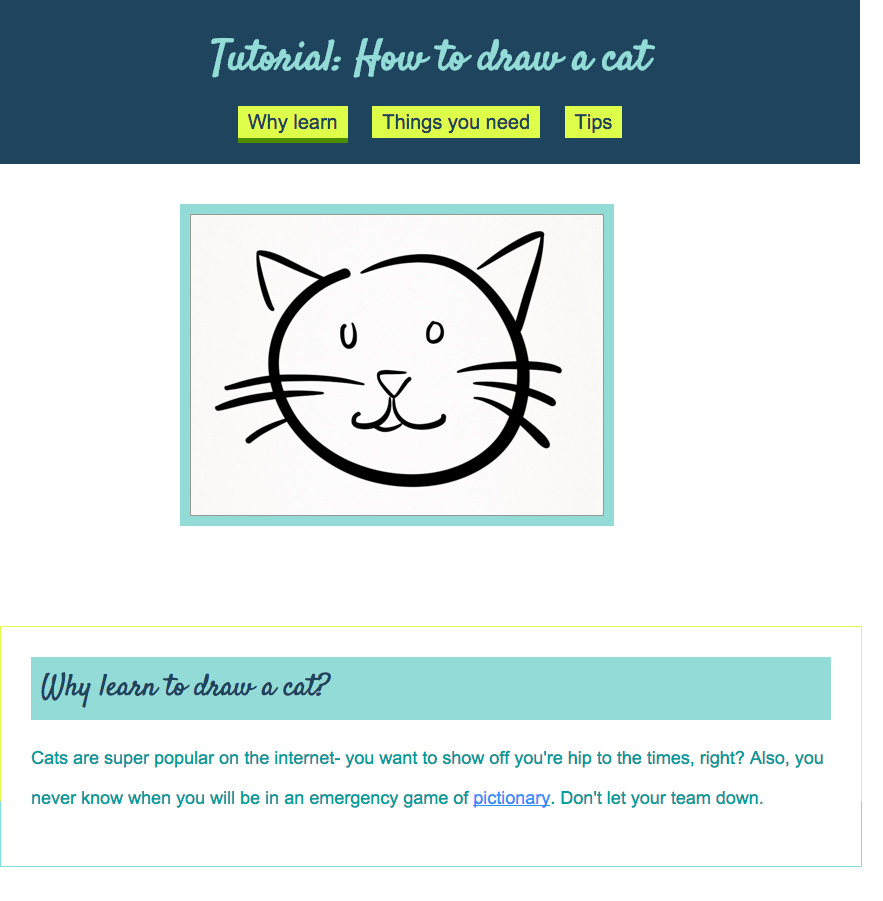 Tutorial: How to draw a cat
Why learn Things you need Tips
Why learn to draw a cat?
Cats are super popular on the internet- you want to show off you're hip to the times, right? Also, you
never know when you will be in an emergency game of pictionary. Don't let your team down.